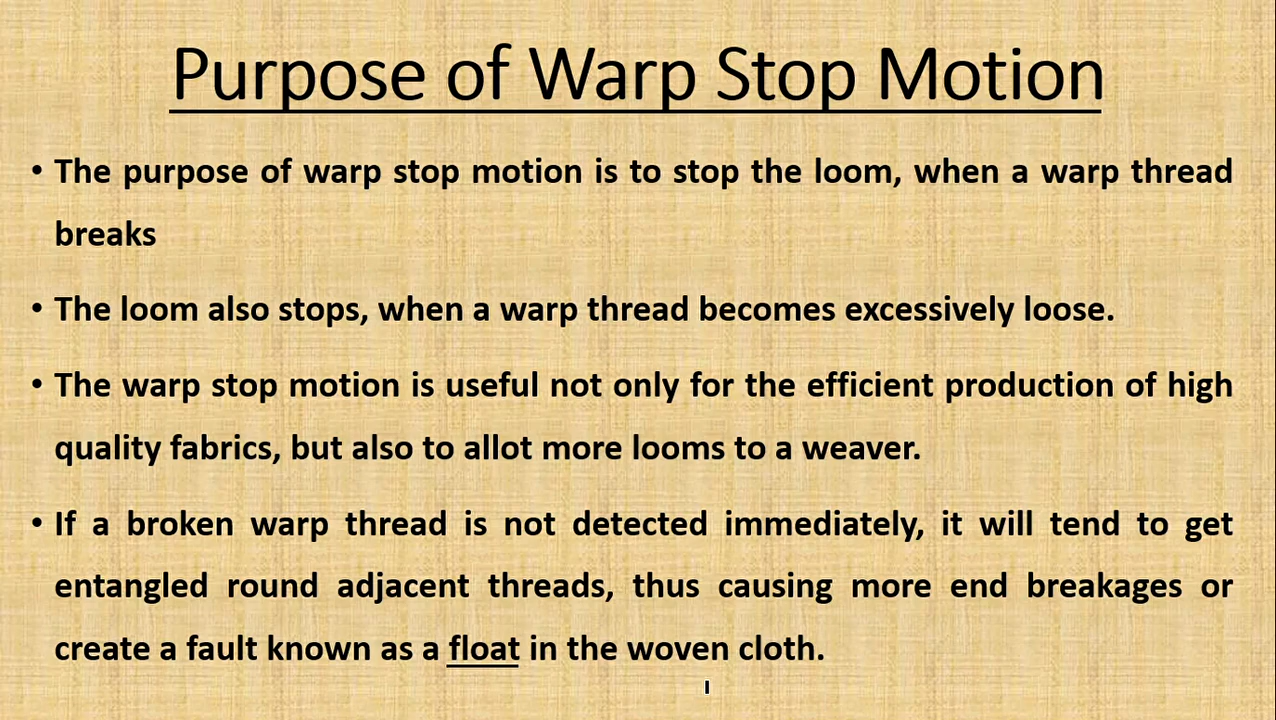 Purpose of Warp Stop Motion
• The purpose of warp stop motion is to stop the loom, when a warp thread
breaks
• The loom also stops, when a warp thread becomes excessively loose.
• The warp stop motion is useful not only for the efficient production of high
quality fabrics, but also to allot more looms to a weaver.
• If a broken warp thread is not detected immediately, it will tend to get
entangled round adjacent threads, thus causing more end breakages or
create a fault known as a float in the woven cloth.